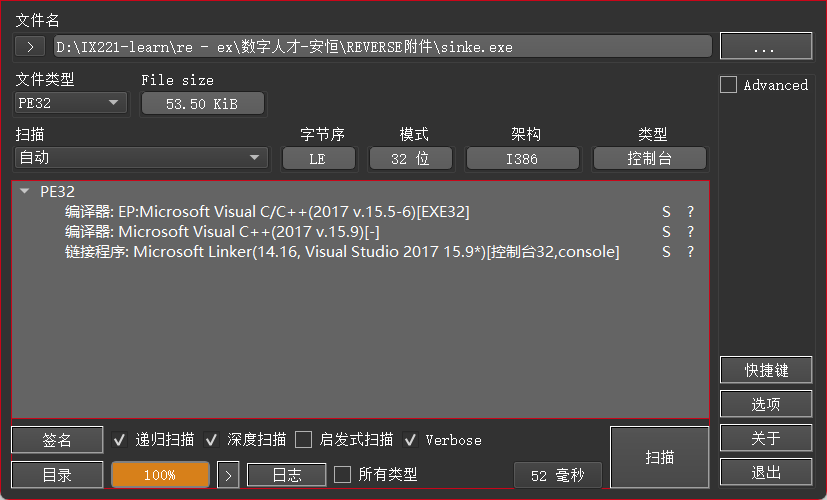 文件名
> D:\IX221-learn\re - ex\数字人才-安恒\REVERSE附件\sinke.exe ...
文件类型 File size
PE32 53.50 KiB Advanced
扫描 字节序 模式 架构 类型
自动 LE 32 位 I386 控制台
PE32
编译器: EP:Microsoft Visual C/C++(2017 v.15.5-6)[EXE32] S ?
编译器: Microsoft Visual C++(2017 v.15.9)[-] S ?
链接程序: Microsoft Linker(14.16, Visual Studio 2017 15.9*)[控制台32,console] S ?
快捷键
选项
签名 递归扫描 深度扫描 启发式扫描 Verbose 扫描 关于
目录 100% > 日志 所有类型 52 毫秒 退出